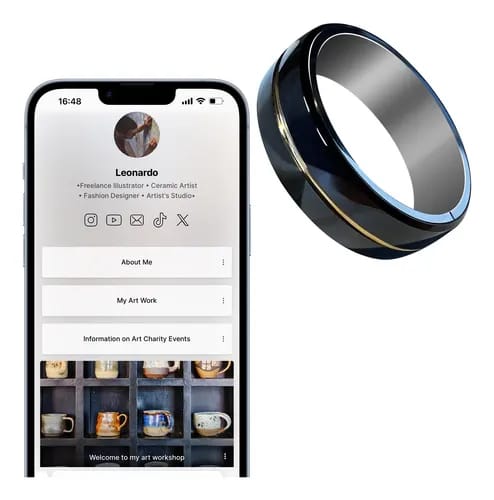 16:48
Leonardo
•Freelance Illustrator • Ceramic Artist
• Fashion Designer • Artist's Studio•
About Me
My Art Work
Information on Art Charity Events
Welcome to my art workshop